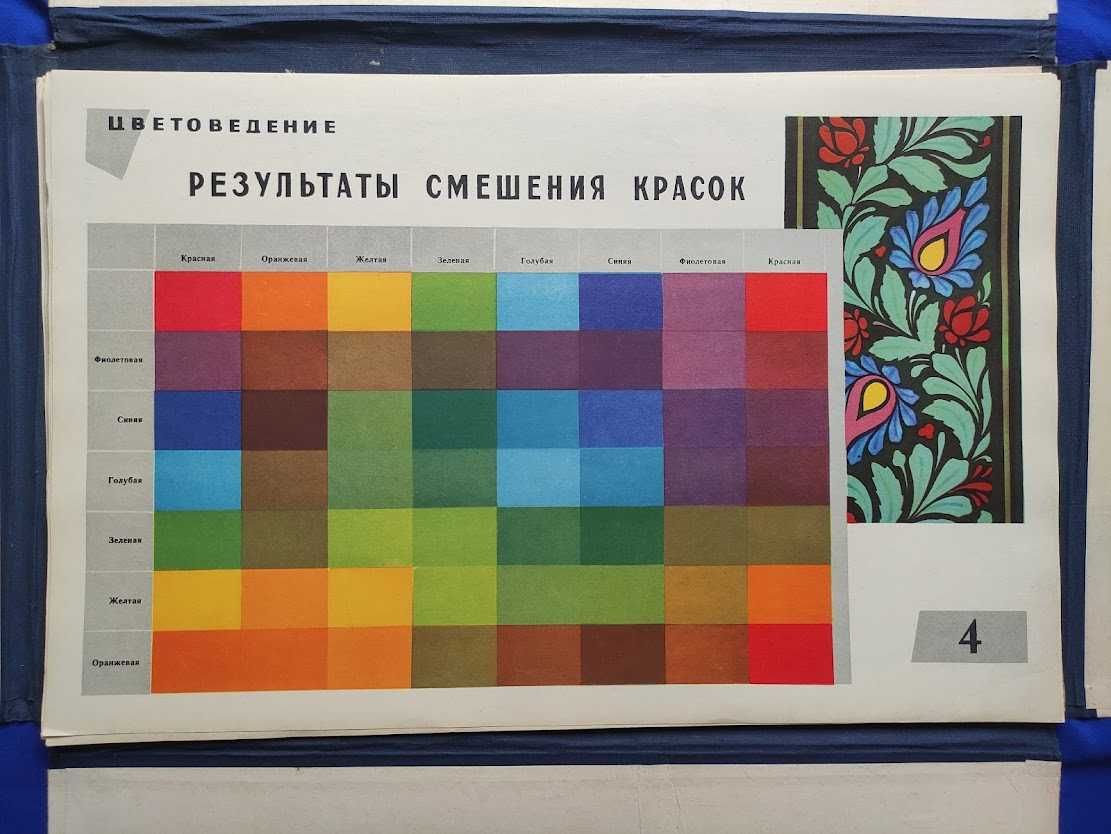 ЦВЕТОВЕДЕНИЕ
РЕЗУЛЬТАТЫ СМЕШЕНИЯ КРАСОК
Красная Оранжевая Желтая Зеленая Голубая Синяя Фиолетовая Красная
Фиолетовая
Синяя
Голубая
Зеленая
Желтая
Оранжевая
4